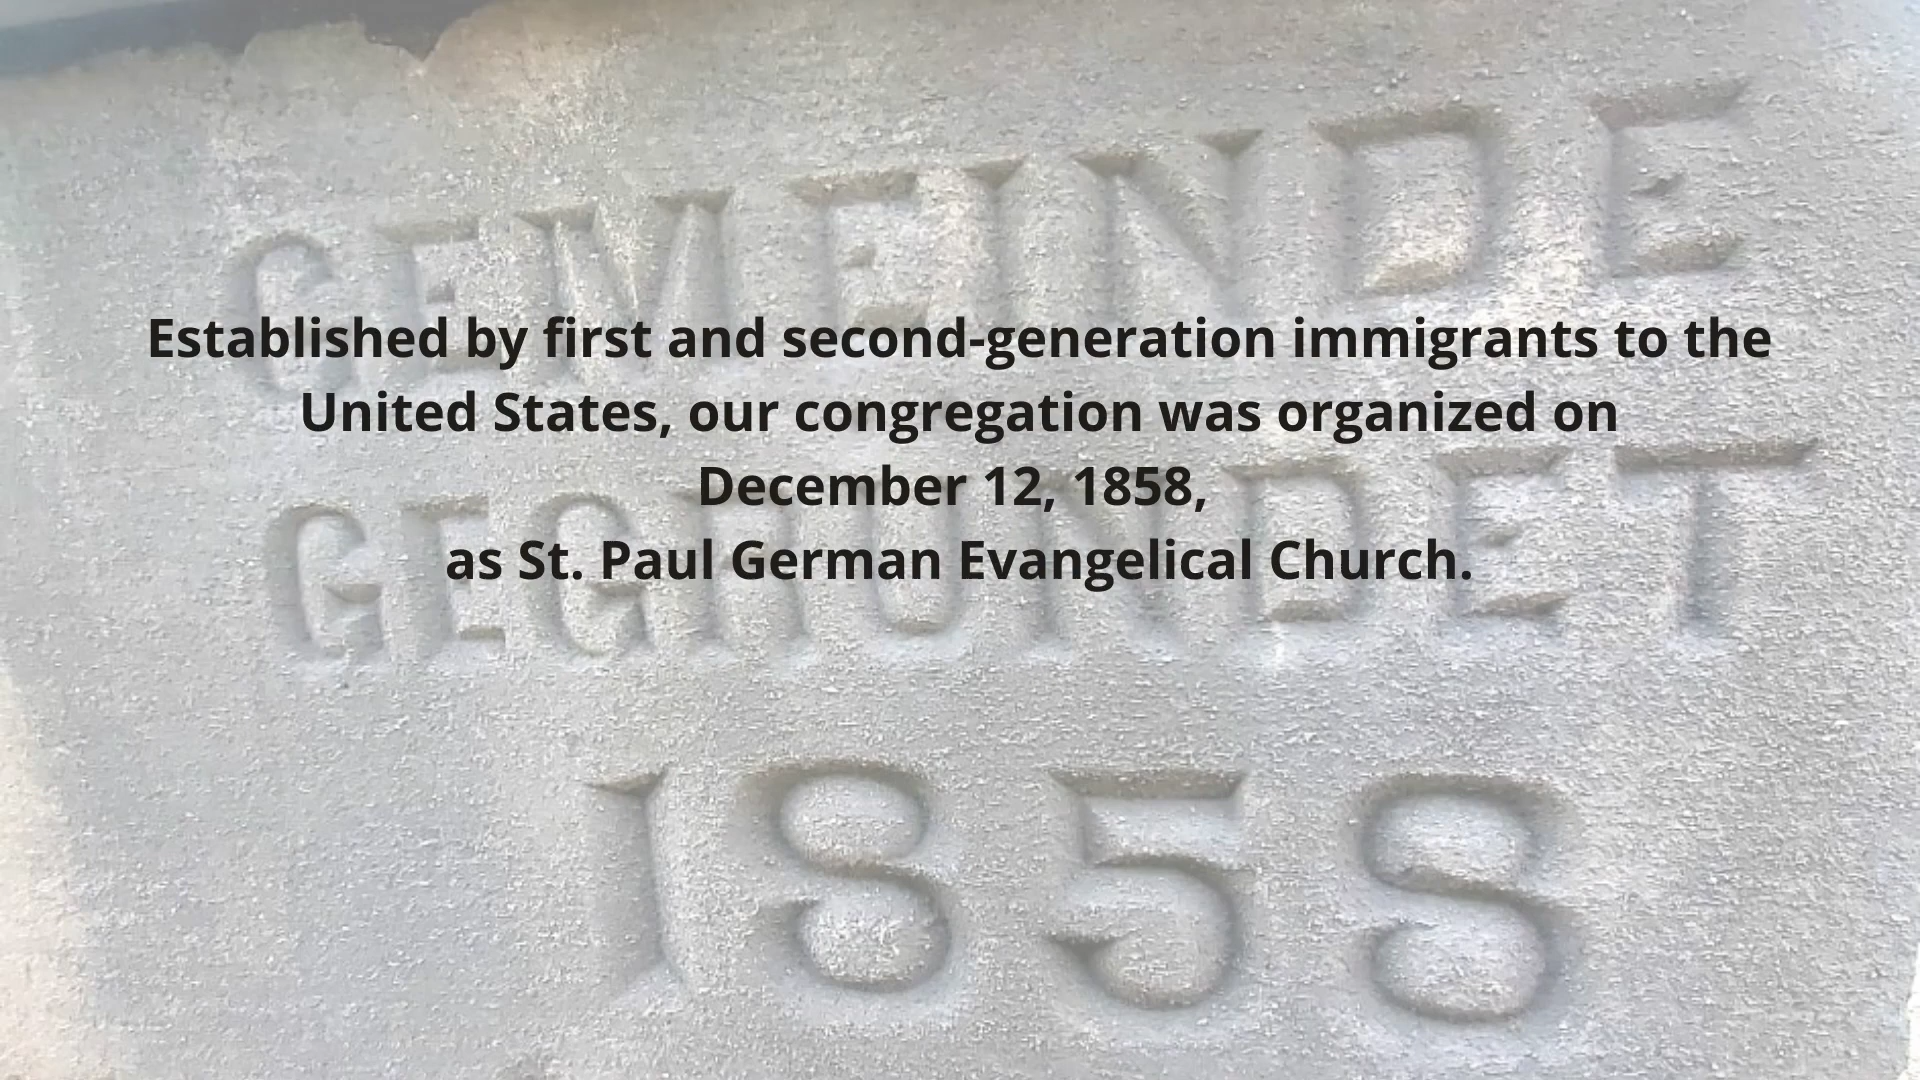 GEMEINDE
Established by first and second-generation immigrants to the
United States, our congregation was organized on
December 12, 1858,
as St. Paul German Evangelical Church.
GEGRUNDET
1858